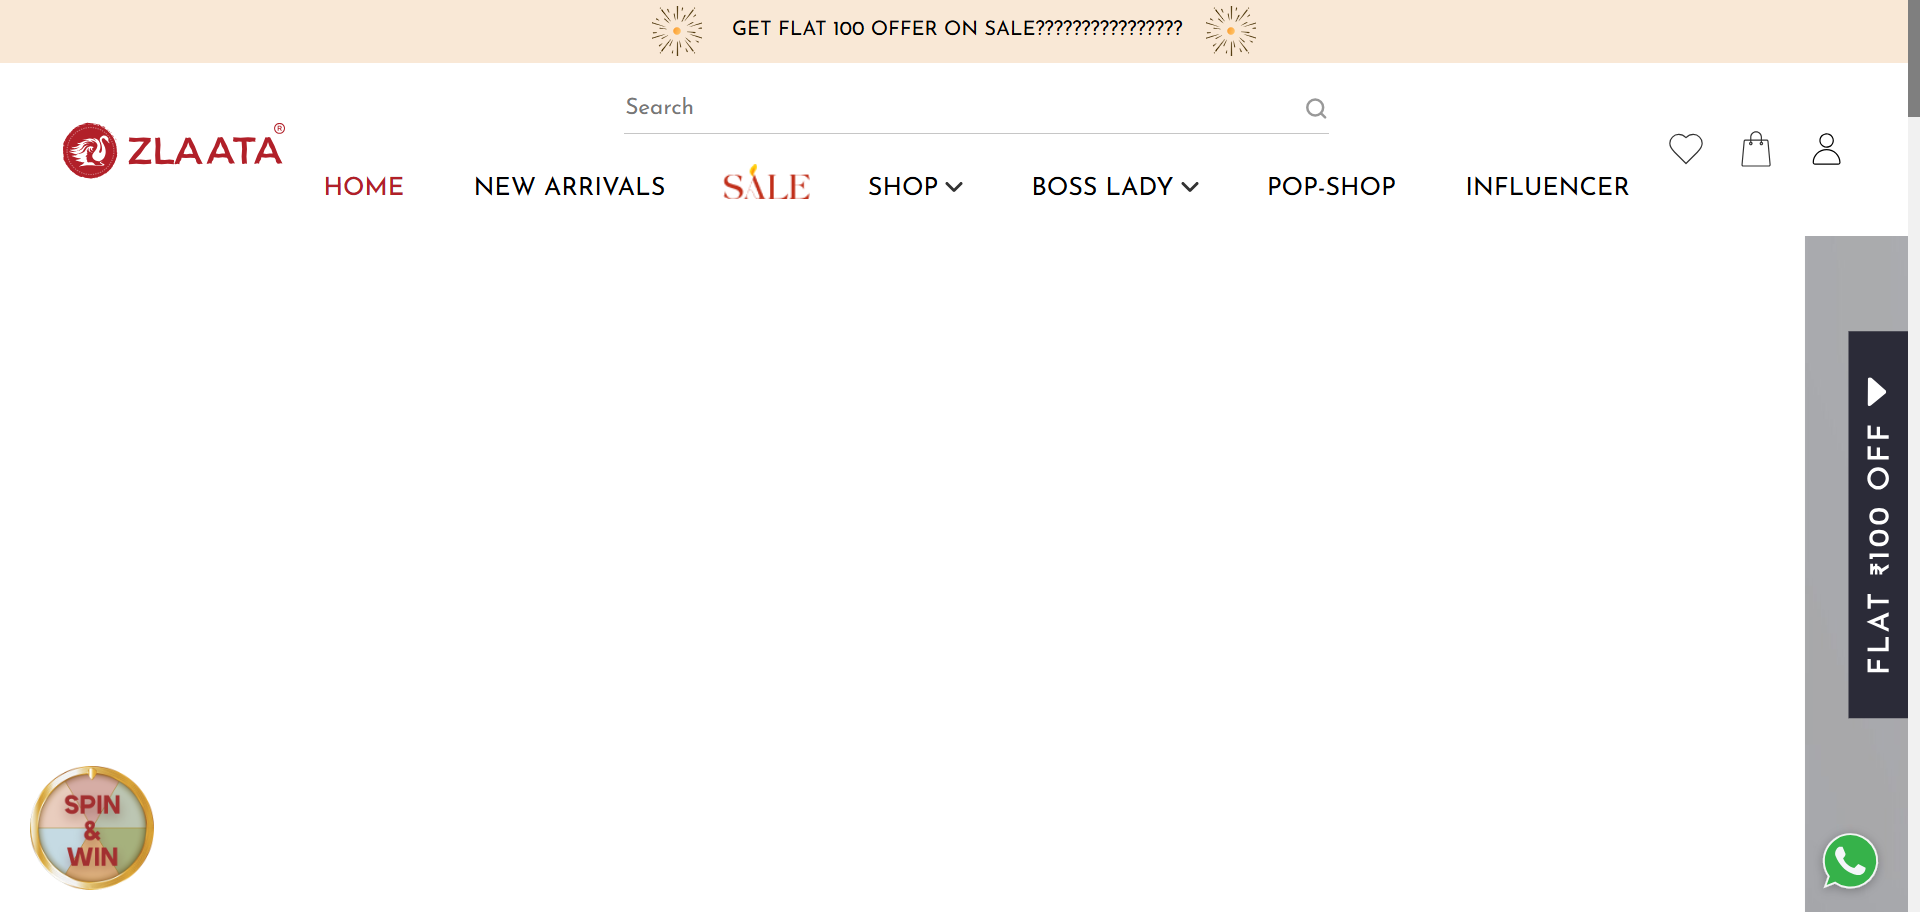 GET FLAT 100 OFFER ON SALE????????????????
Search
ZLAATA®
HOME
NEW ARRIVALS
SALE
SHOP
BOSS LADY
POP-SHOP
INFLUENCER
FLAT ₹100 OFF
SPIN
&
WIN